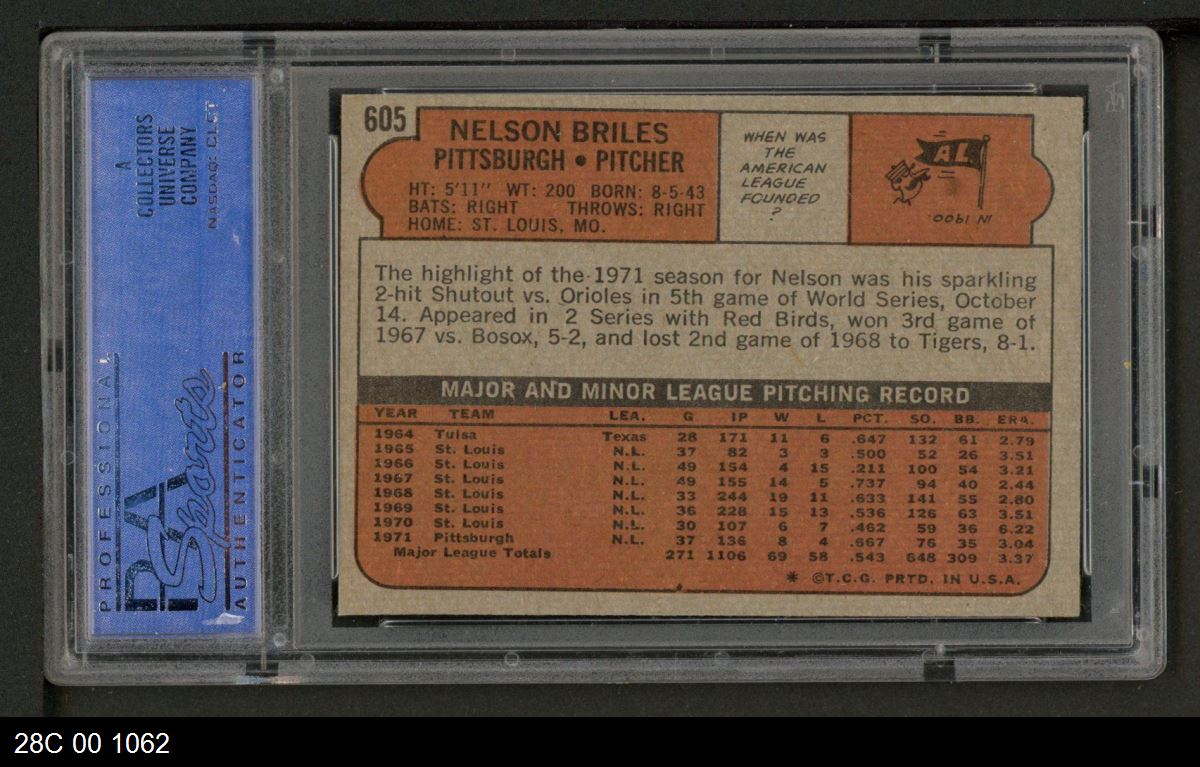 A
COLLECTORS
UNIVERSE
COMPANY
NASDAQ: CLCT
PROFESSIONAL
PSA
Sports
AUTHENTICATOR
605
NELSON BRILES
PITTSBURGH • PITCHER
HT: 5'11" WT: 200 BORN: 8-5-43
BATS: RIGHT THROWS: RIGHT
HOME: ST. LOUIS, MO.
WHEN WAS
THE
AMERICAN
LEAGUE
FOUNDED
?
AL
IN 1900.
The highlight of the 1971 season for Nelson was his sparkling
2-hit Shutout vs. Orioles in 5th game of World Series, October
14. Appeared in 2 Series with Red Birds, won 3rd game of
1967 vs. Bosox, 5-2, and lost 2nd game of 1968 to Tigers, 8-1.
MAJOR AND MINOR LEAGUE PITCHING RECORD
YEAR TEAM LEA. G IP W L PCT. SO. BB. ERA.
1964 Tulsa Texas 28 171 11 6 .647 132 61 2.79
1965 St. Louis N.L. 37 82 3 3 .500 52 26 3.51
1966 St. Louis N.L. 49 154 4 15 .211 100 54 3.21
1967 St. Louis N.L. 49 155 14 5 .737 94 40 2.44
1968 St. Louis N.L. 33 244 19 11 .633 141 55 2.80
1969 St. Louis N.L. 36 228 15 13 .536 126 63 3.51
1970 St. Louis N.L. 30 107 6 7 .462 59 36 6.22
1971 Pittsburgh N.L. 37 136 8 4 .667 76 35 3.04
Major League Totals 271 1106 69 58 .543 648 309 3.37
* ©T.C.G. PRTD. IN U.S.A.
28C 00 1062